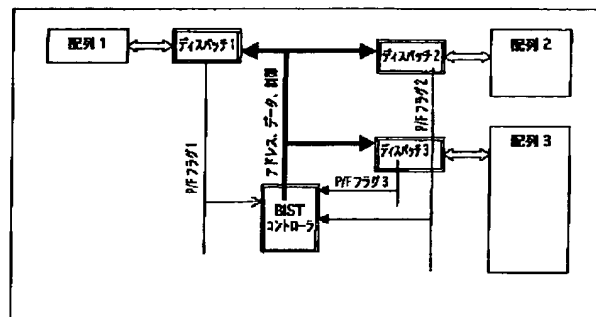 配列 1
ディスパッチ1
ディスパッチ2
配列 2
アドレス、データ、制御
P/Fフラグ1
P/Fフラグ2
ディスパッチ3
配列 3
P/Fフラグ3
BIST
コントローラ